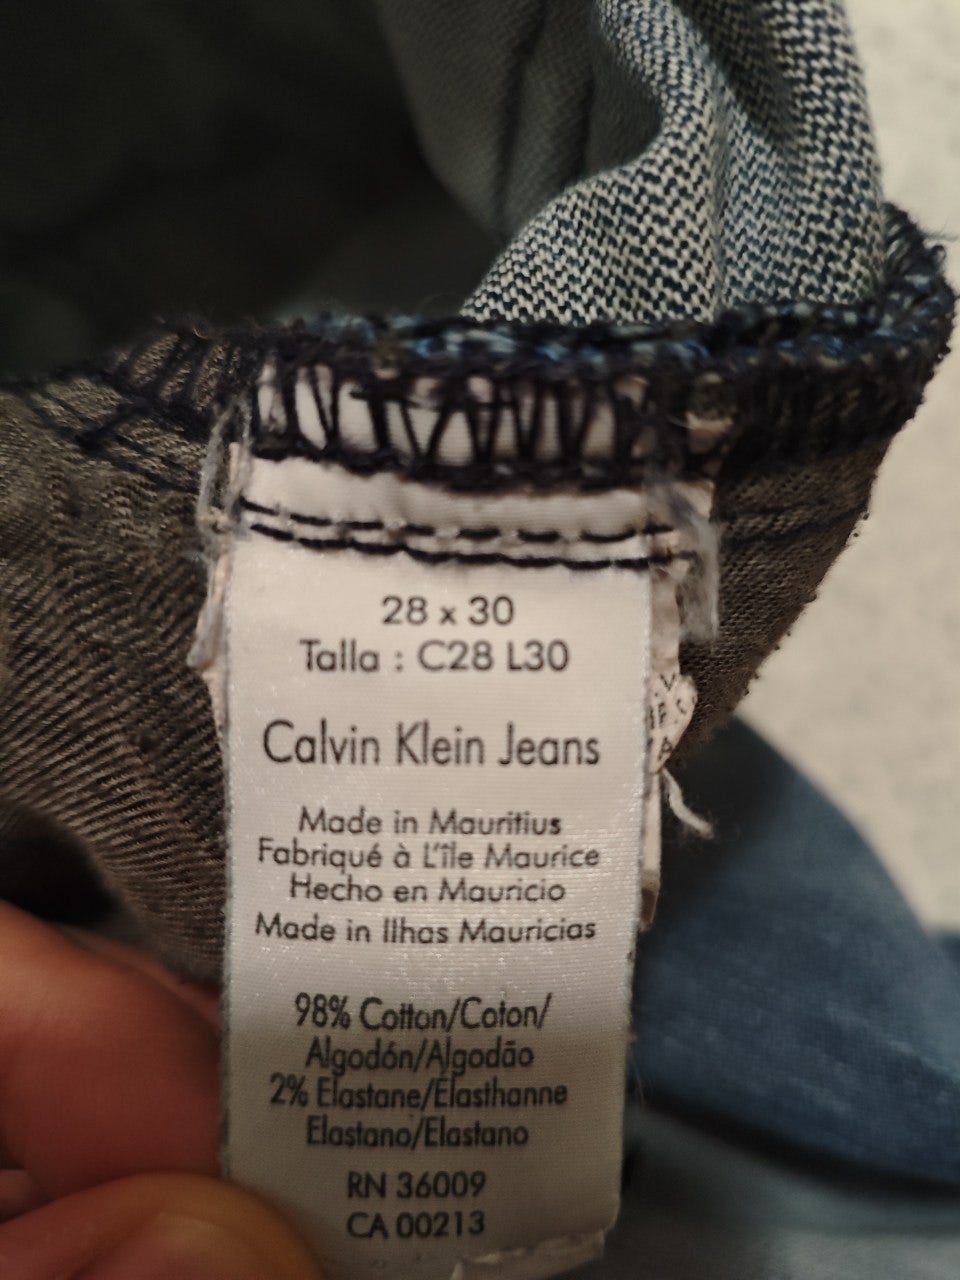 28 x 30
Talla : C28 L30
Calvin Klein Jeans
Made in Mauritius
Fabriqué à L'île Maurice
Hecho en Mauricio
Made in Ilhas Mauricias
98% Cotton/Coton/
Algodón/Algodão
2% Elastane/Elasthanne
Elastano/Elastano
RN 36009
CA 00213